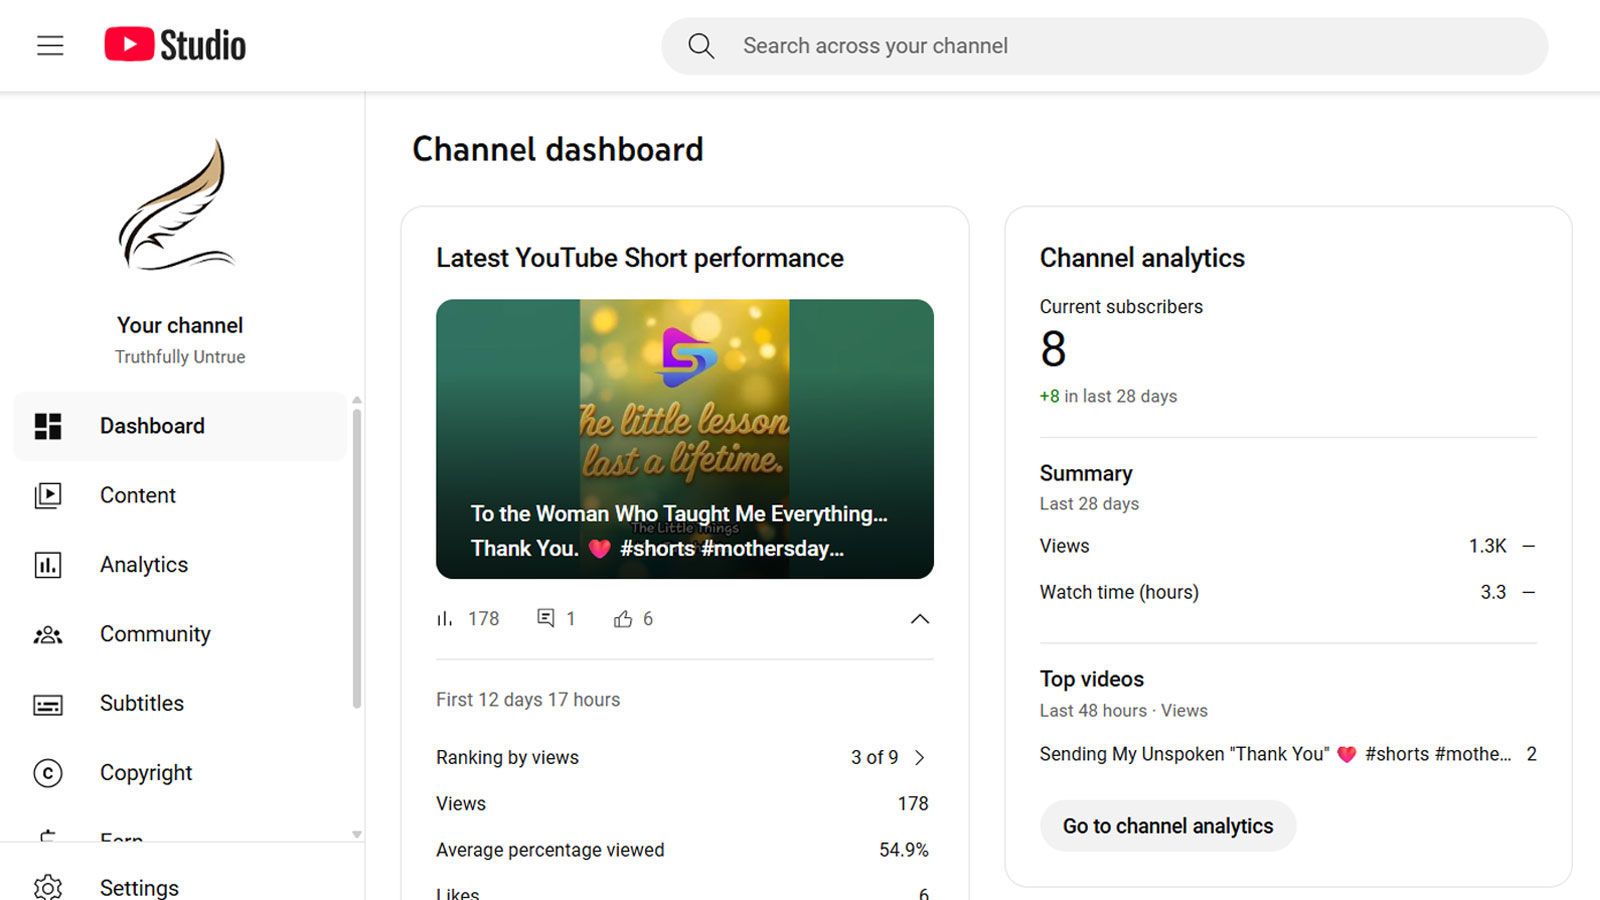 Studio
Search across your channel
Your channel
Truthfully Untrue
Dashboard
Content
Analytics
Community
Subtitles
Copyright
Earn
Settings
Channel dashboard
Latest YouTube Short performance
he little lesson
last a lifetime.
To the Woman Who Taught Me Everything...
The Little Things
Thank You. ❤️ #shorts #mothersday...
178 1 6
First 12 days 17 hours
Ranking by views 3 of 9
Views 178
Average percentage viewed 54.9%
Likes 6
Channel analytics
Current subscribers
8
+8 in last 28 days
Summary
Last 28 days
Views 1.3K —
Watch time (hours) 3.3 —
Top videos
Last 48 hours · Views
Sending My Unspoken "Thank You" ❤️ #shorts #mothe... 2
Go to channel analytics